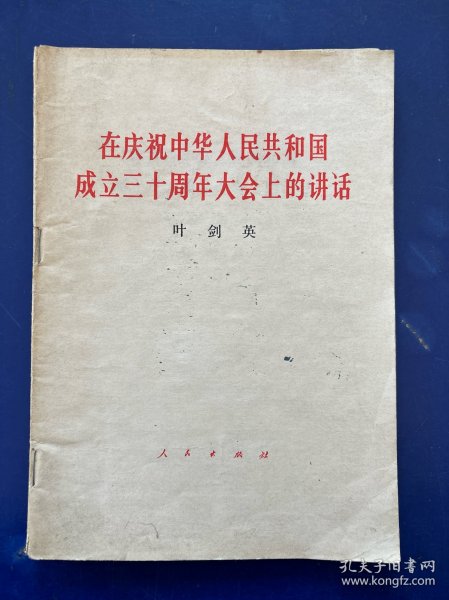 在庆祝中华人民共和国
成立三十周年大会上的讲话
叶剑英
人民出版社
孔夫子旧书网
www.kongfz.com